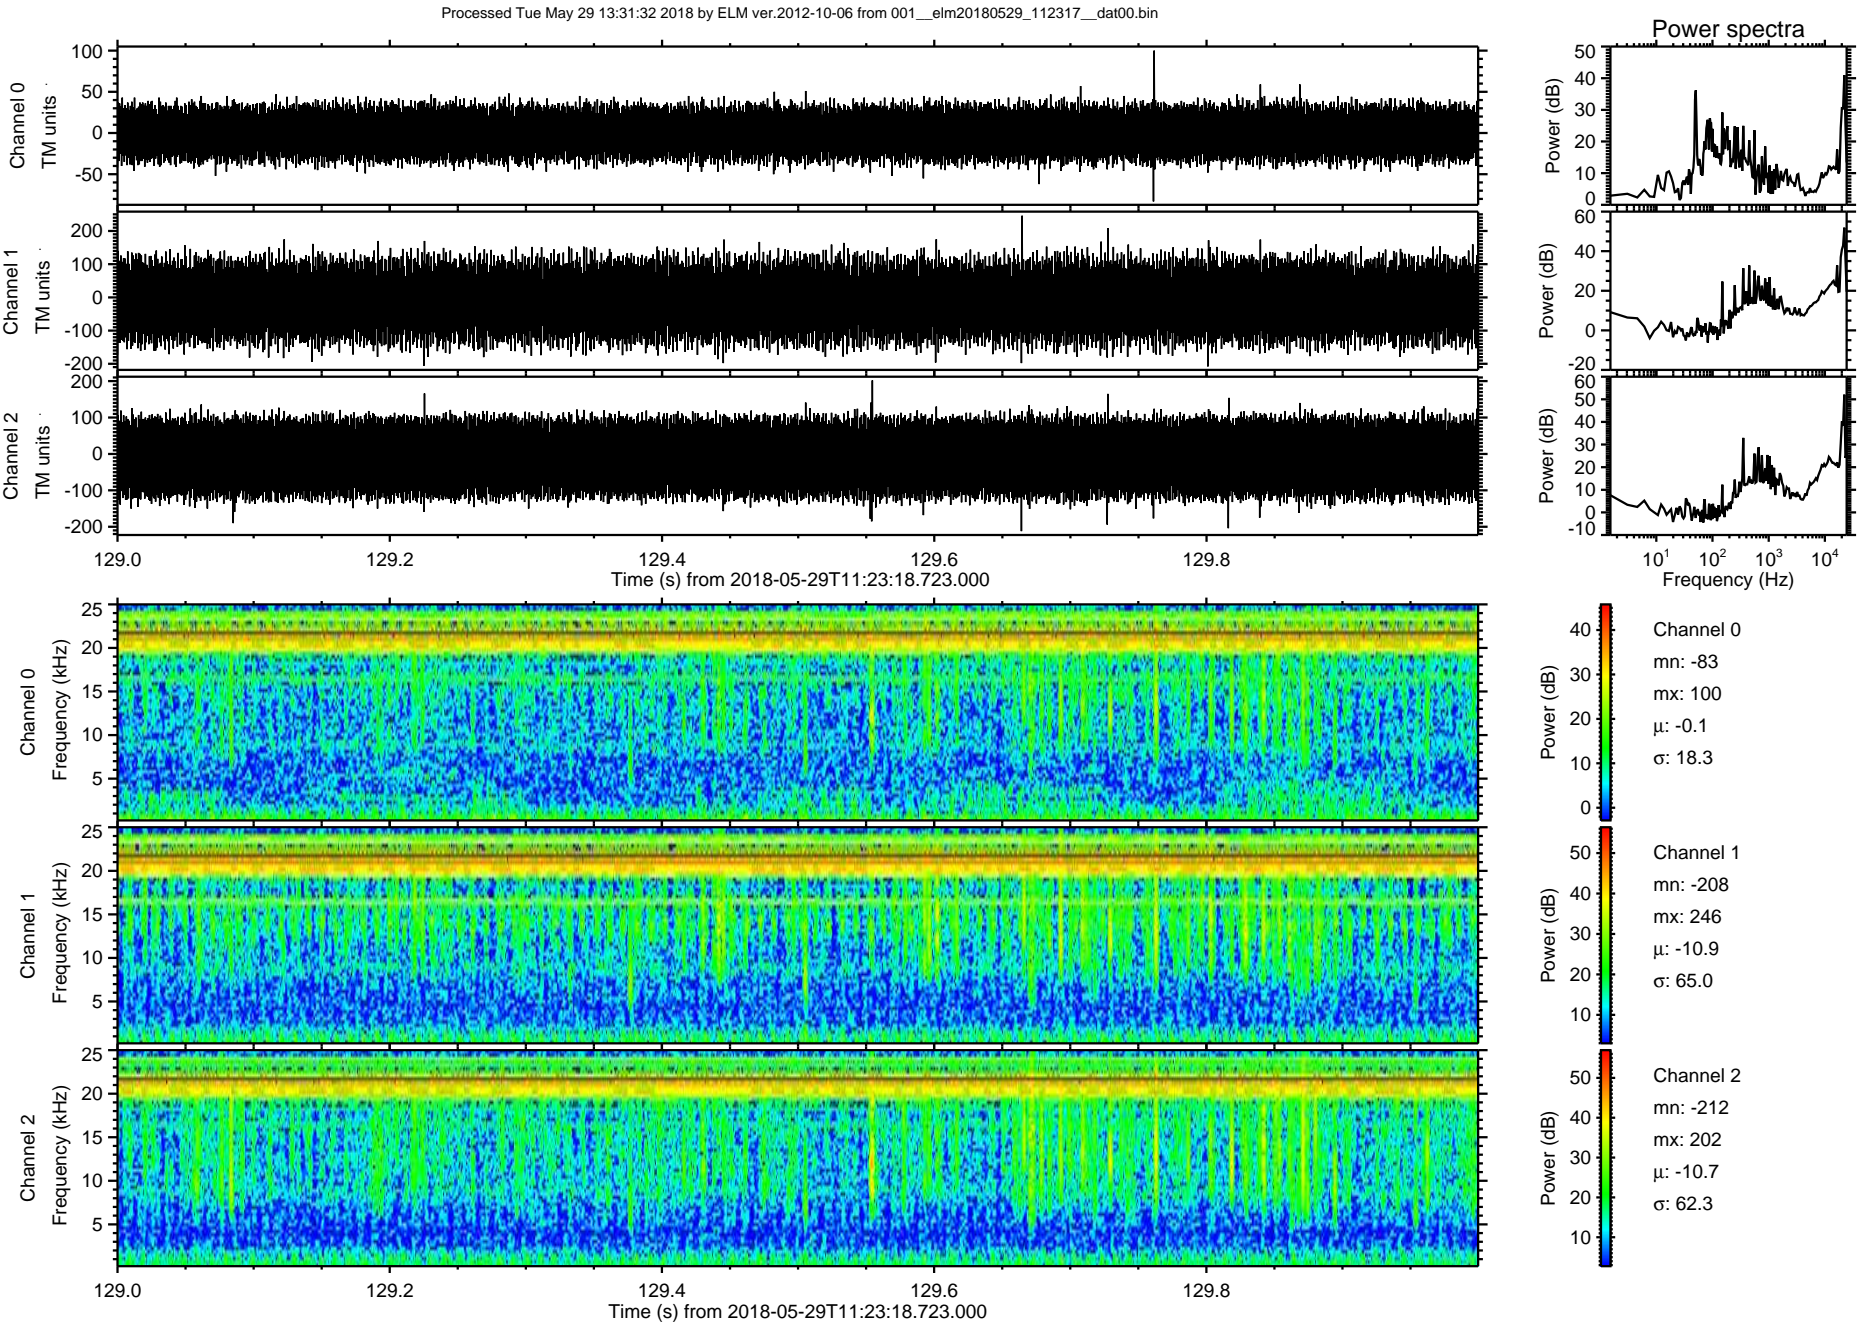 Processed Tue May 29 13:31:32 2018 by ELM ver.2012-10-06 from 001__elm20180529_112317__dat00.bin
Power spectra
Channel 0
TM units
100
50
0
-50
Power (dB)
50
40
30
20
10
0
Channel 1
TM units
200
100
0
-100
-200
Power (dB)
60
40
20
0
-20
Channel 2
TM units
200
100
0
-100
-200
Power (dB)
60
50
40
30
20
10
0
-10
129.0 129.2 129.4 129.6 129.8
Time (s) from 2018-05-29T11:23:18.723.000
10¹ 10² 10³ 10⁴
Frequency (Hz)
Channel 0
Frequency (kHz)
25
20
15
10
5
Power (dB)
40
30
20
10
0
Channel 0
mn: -83
mx: 100
μ: -0.1
σ: 18.3
Channel 1
Frequency (kHz)
25
20
15
10
5
Power (dB)
50
40
30
20
10
Channel 1
mn: -208
mx: 246
μ: -10.9
σ: 65.0
Channel 2
Frequency (kHz)
25
20
15
10
5
Power (dB)
50
40
30
20
10
Channel 2
mn: -212
mx: 202
μ: -10.7
σ: 62.3
129.0 129.2 129.4 129.6 129.8
Time (s) from 2018-05-29T11:23:18.723.000